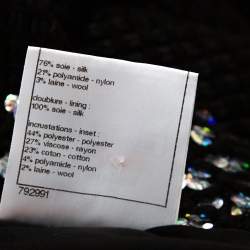 76% soie - silk
21% polyamide - nylon
3% laine - wool
doublure - lining :
100% soie - silk
incrustations - inset :
44% polyester - polyester
27% viscose - rayon
23% coton - cotton
4% polyamide - nylon
2% laine - wool
792991